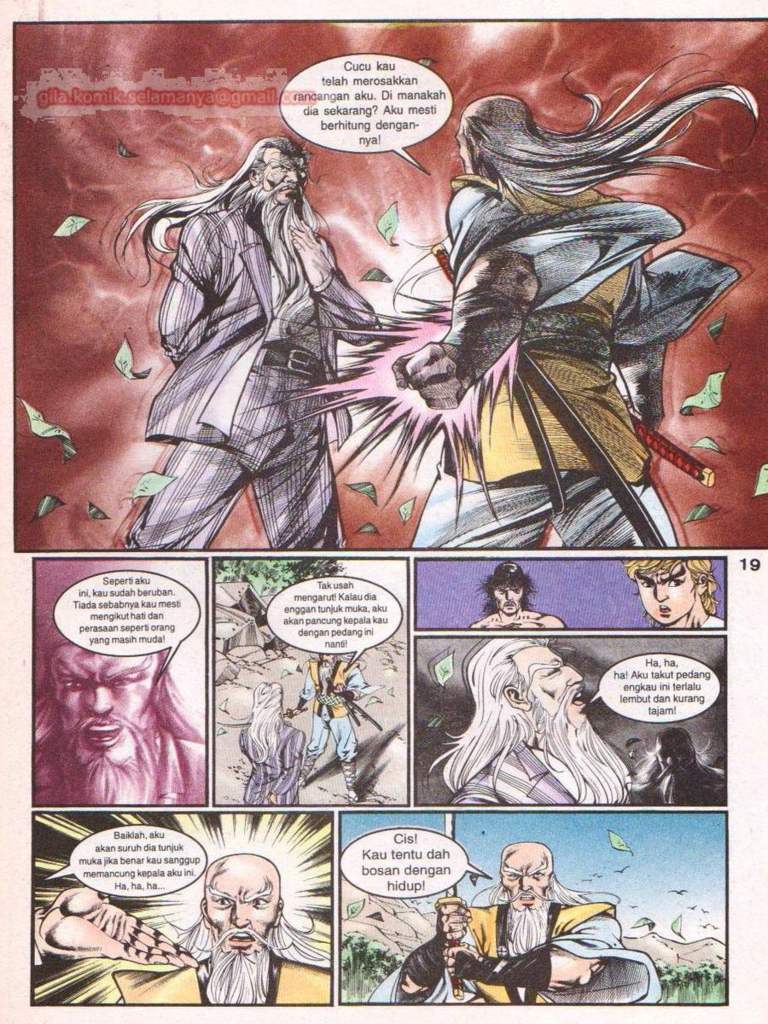 gila.komik.selamanya@gmail.co
Cucu kau
telah merosakkan
rancangan aku. Di manakah
dia sekarang? Aku mesti
berhitung dengan-
nya!
19
Seperti aku
ini, kau sudah beruban.
Tiada sebabnya kau mesti
mengikut hati dan
perasaan seperti orang
yang masih muda!
Tak usah
mengarut! Kalau dia
enggan tunjuk muka, aku
akan pancung kepala kau
dengan pedang ini
nanti!
Ha, ha,
ha! Aku takut pedang
engkau ini terlalu
lembut dan kurang
tajam!
Baiklah, aku
akan suruh dia tunjuk
muka jika benar kau sanggup
memancung kepala aku ini.
Ha, ha, ha...
Cis!
Kau tentu dah
bosan dengan
hidup!